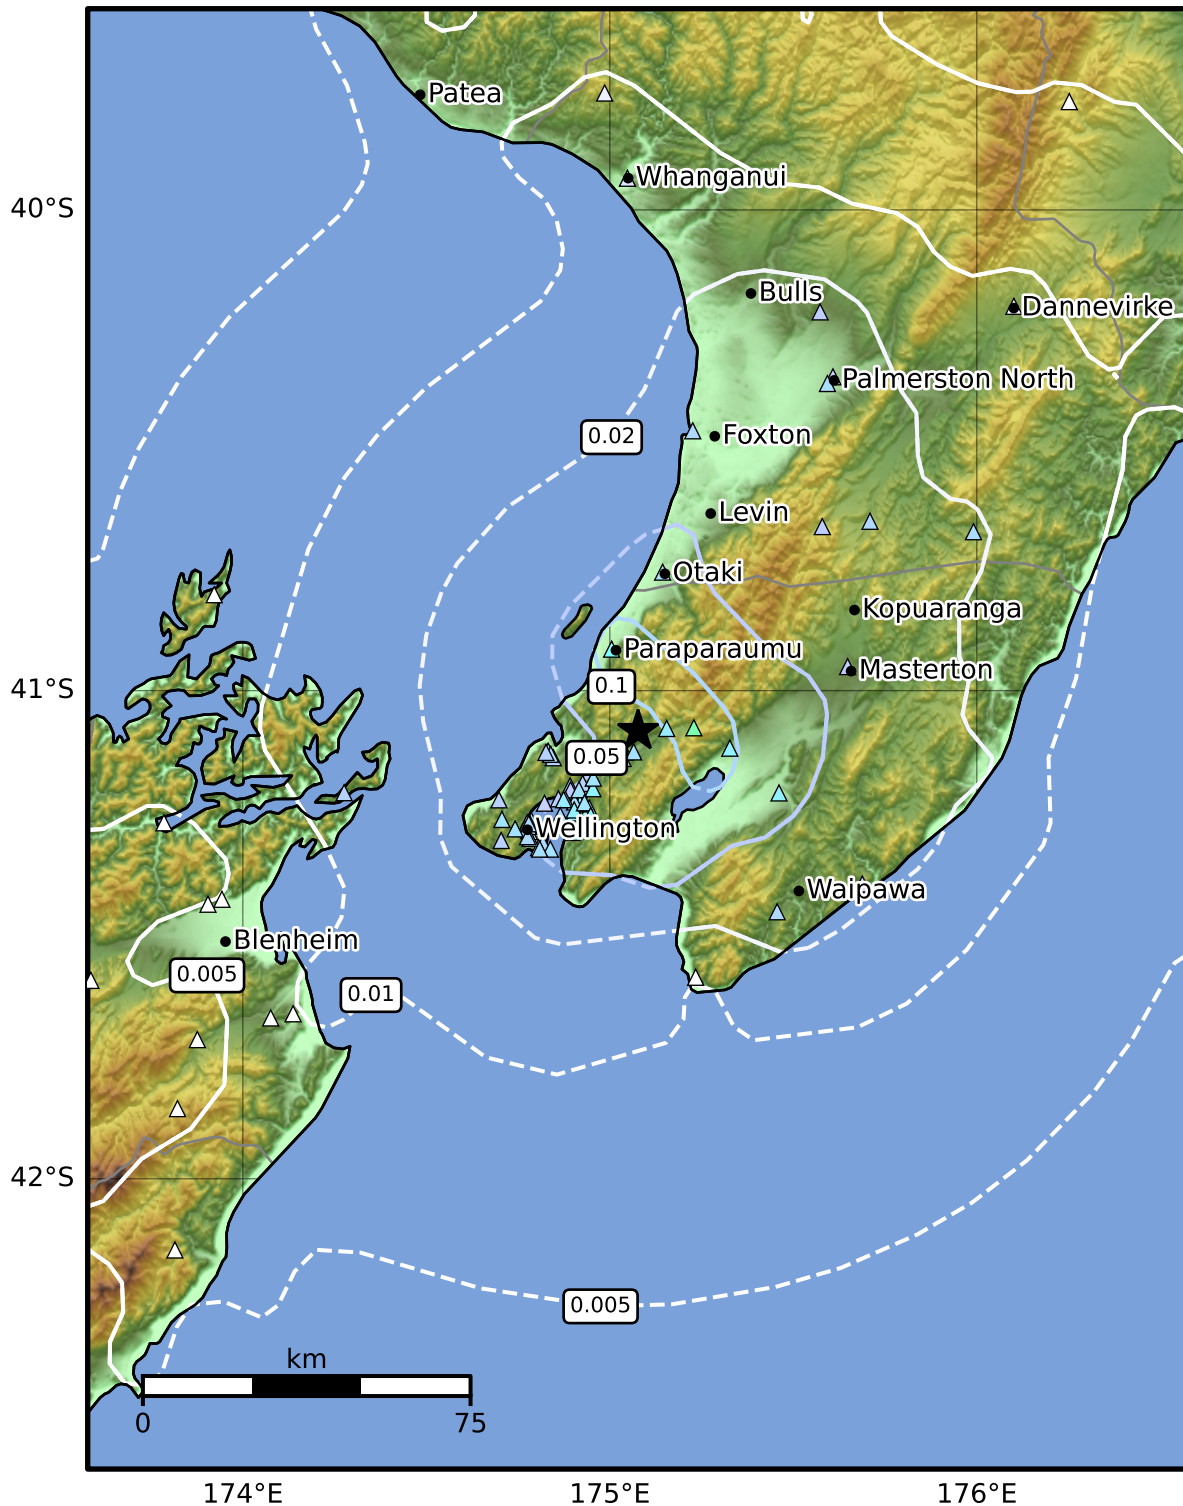 Patea
Whanganui
40°S
Bulls
Dannevirke
Palmerston North
0.02
Foxton
Levin
Otaki
Kopuaranga
Paraparaumu
Masterton
0.1
41°S
0.05
Wellington
Waipawa
Blenheim
0.005
0.01
42°S
0.005
km
0
75
174°E
175°E
176°E